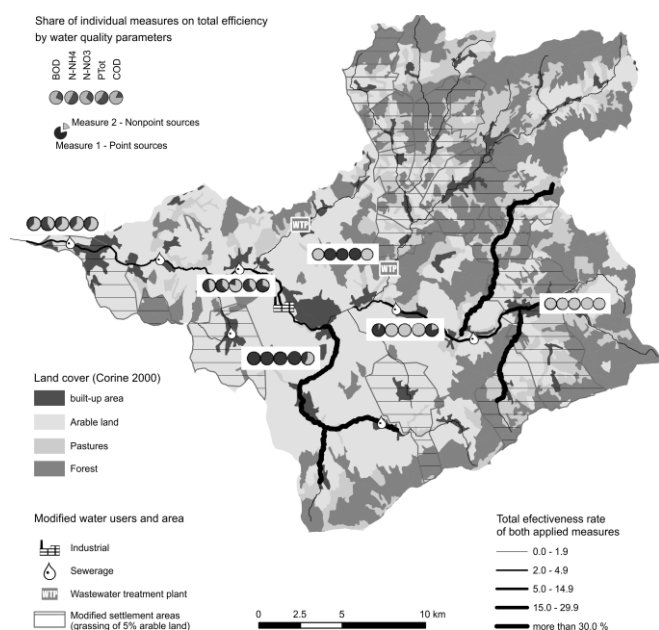 Share of individual measures on total efficiency
by water quality parameters
BOD
N-NH4
N-NO3
PTot
COD
Measure 2 - Nonpoint sources
Measure 1 - Point sources
WTP
WTP
Land cover (Corine 2000)
built-up area
Arable land
Pastures
Forest
Modified water users and area
Industrial
Sewerage
WTP Wastewater treatment plant
Modified settlement areas
(grassing of 5% arable land)
0 2.5 5 10 km
Total efectiveness rate
of both applied measures
0.0 - 1.9
2.0 - 4.9
5.0 - 14.9
15.0 - 29.9
more than 30.0 %